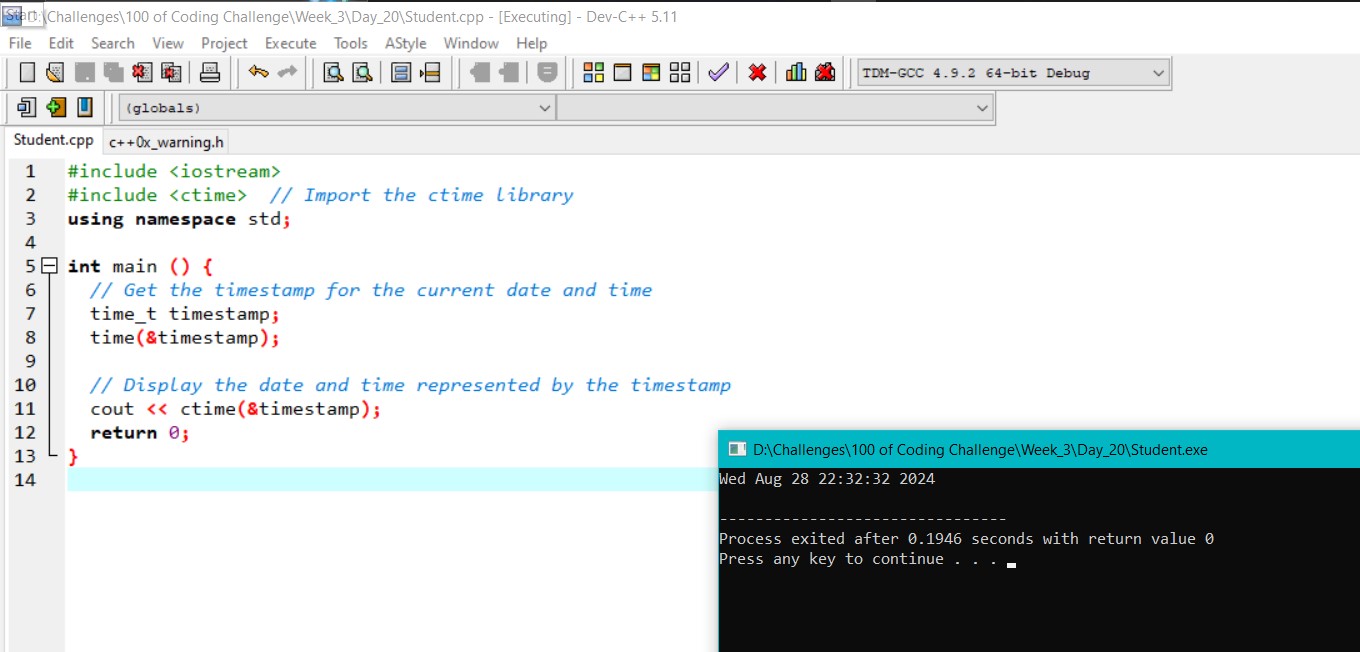 D:\Challenges\100 of Coding Challenge\Week_3\Day_20\Student.cpp - [Executing] - Dev-C++ 5.11
File Edit Search View Project Execute Tools AStyle Window Help
TDM-GCC 4.9.2 64-bit Debug
(globals)
Student.cpp c++0x_warning.h
1 #include <iostream>
2 #include <ctime> // Import the ctime library
3 using namespace std;
4
5 int main () {
6 // Get the timestamp for the current date and time
7 time_t timestamp;
8 time(&timestamp);
9
10 // Display the date and time represented by the timestamp
11 cout << ctime(&timestamp);
12 return 0;
13 }
14
D:\Challenges\100 of Coding Challenge\Week_3\Day_20\Student.exe
Wed Aug 28 22:32:32 2024
--------------------------------
Process exited after 0.1946 seconds with return value 0
Press any key to continue . . .